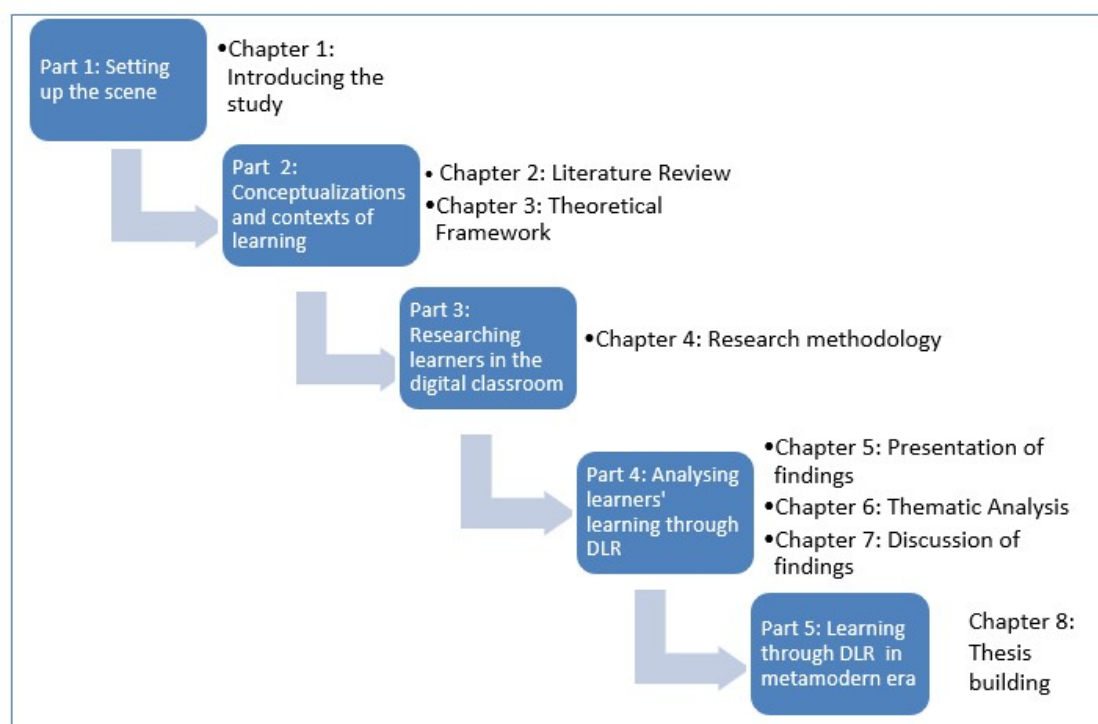 Part 1: Setting
up the scene
•Chapter 1:
Introducing the
study
Part  2:
Conceptualizations
and contexts of
learning
• Chapter 2: Literature Review
•Chapter 3: Theoretical
Framework
Part 3:
Researching
learners in the
digital classroom
•Chapter 4: Research methodology
Part 4: Analysing
learners'
learning through
DLR
•Chapter 5: Presentation of
findings
•Chapter 6: Thematic Analysis
•Chapter 7: Discussion of
findings
Part 5: Learning
through DLR  in
metamodern era
Chapter 8:
Thesis
building